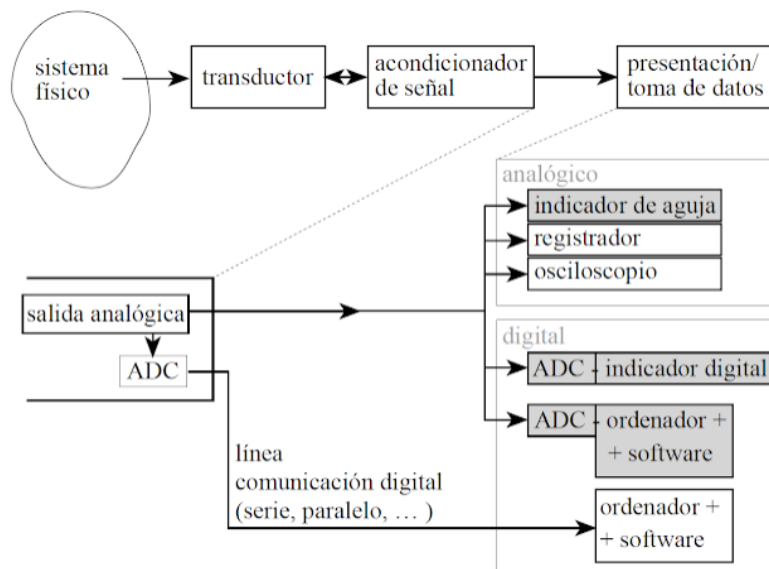 sistema
físico
transductor
acondicionador
de señal
presentación/
toma de datos
analógico
indicador de aguja
registrador
osciloscopio
salida analógica
ADC
digital
ADC - indicador digital
ADC - ordenador +
+ software
línea
comunicación digital
(serie, paralelo, … )
ordenador +
+ software